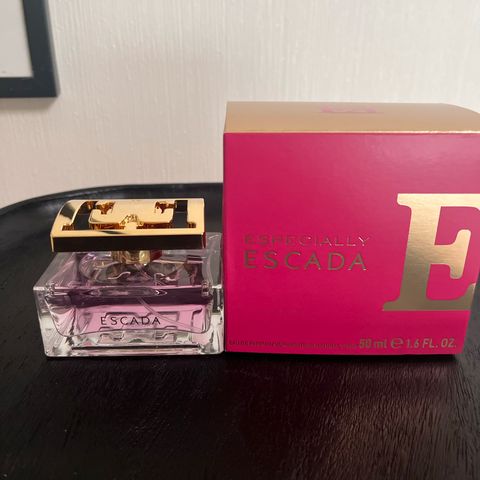 ESPECIALLY
ESCADA
E
50 ml e 1.6 FL. OZ.
ESCADA